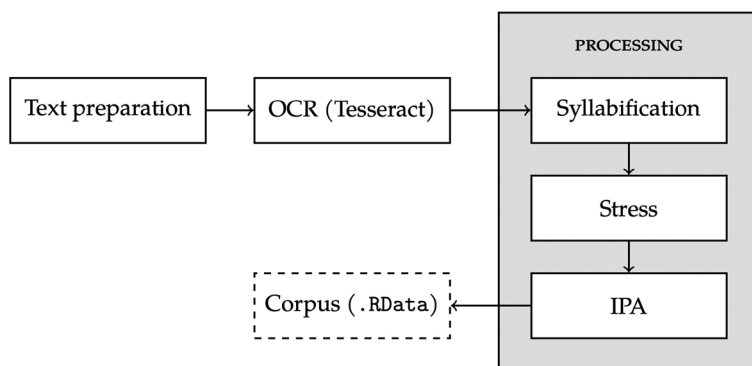 PROCESSING
Text preparation
OCR (Tesseract)
Syllabification
Stress
IPA
Corpus (.RData)